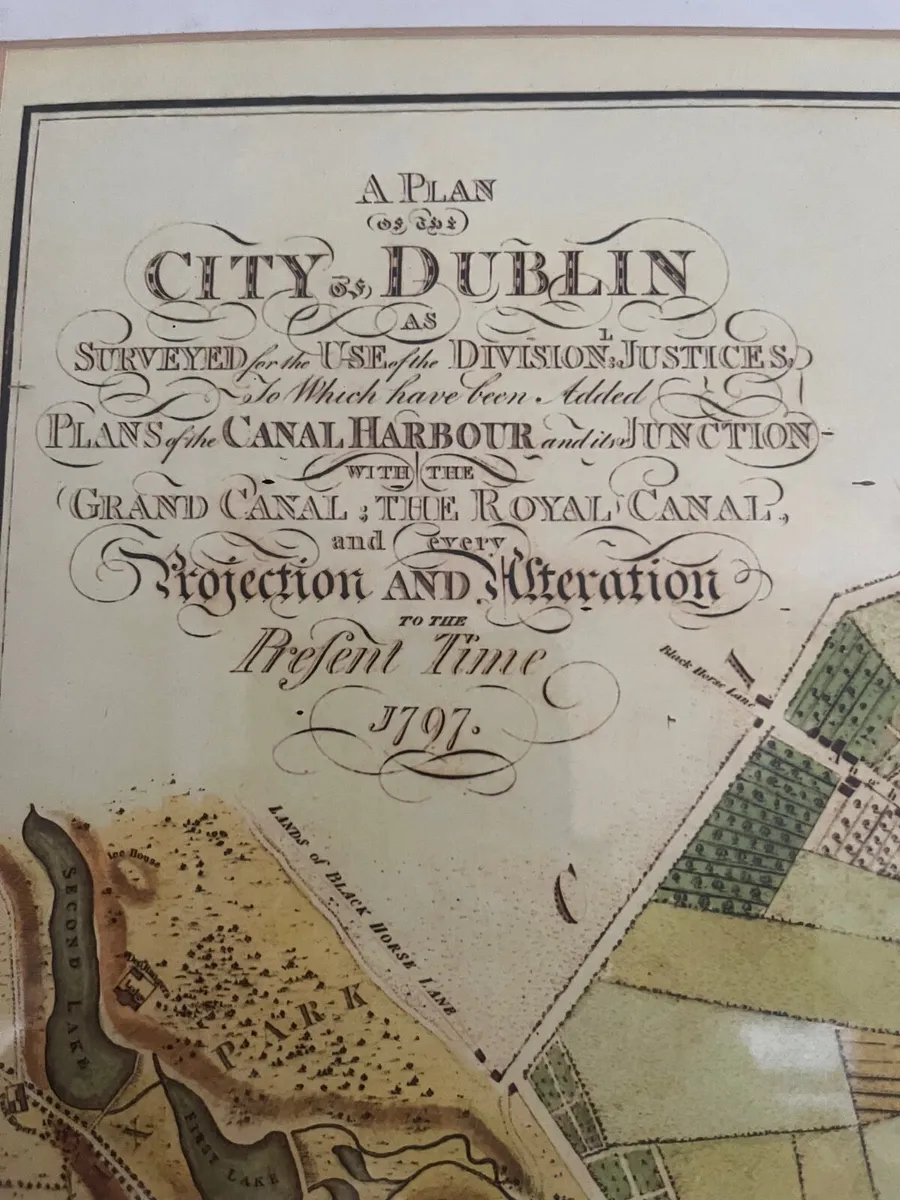 A PLAN
OF THE
CITY OF DUBLIN
AS
SURVEYED for the USE of the DIVISIONL: JUSTICES,
To Which have been Added
PLANS of the CANAL HARBOUR and its JUNCTION
WITH THE
GRAND CANAL; THE ROYAL CANAL,
and every
Projection AND Alteration
TO THE
Preſent Time
1797.
Black Horse Lane
LANDS of BLACK HORSE LANE
Ice House
SECOND LAKE
PARK
FIRST LAKE
C